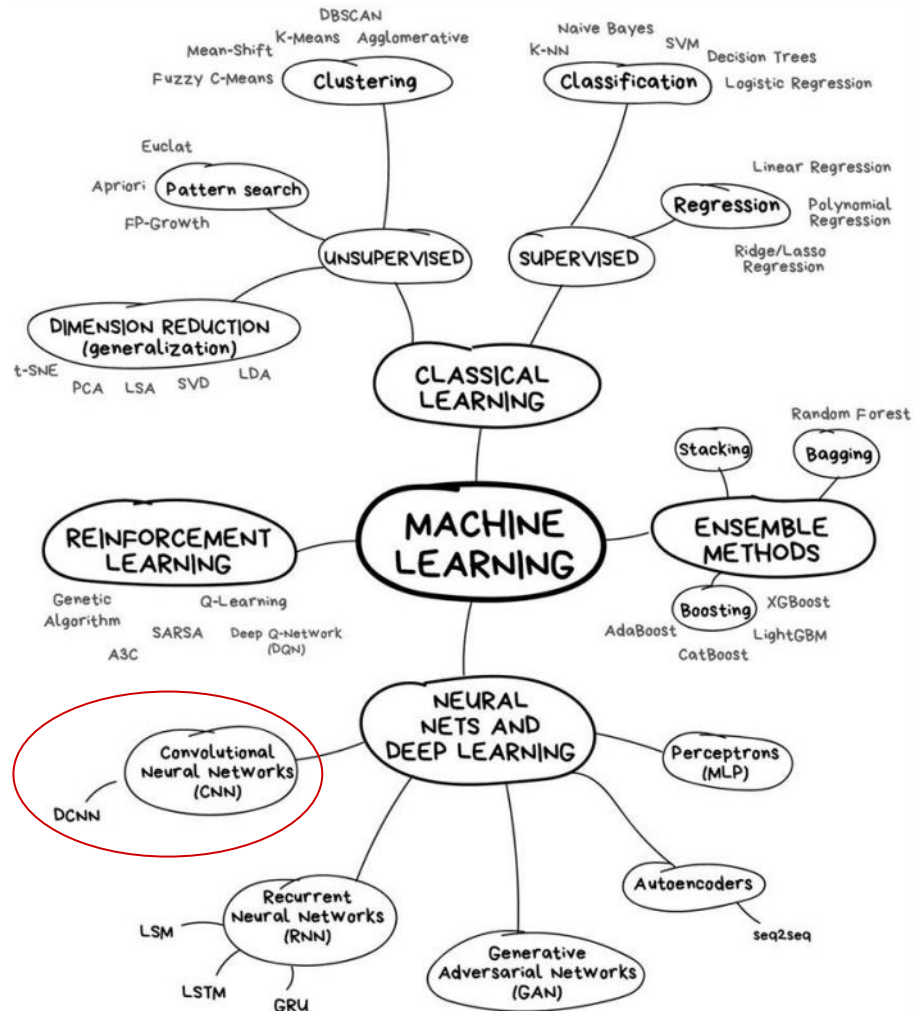 DBSCAN
K-Means
Agglomerative
Mean-Shift
Fuzzy C-Means
Clustering
Naive Bayes
K-NN
SVM
Decision Trees
Classification
Logistic Regression
Euclat
Apriori
Pattern search
FP-Growth
Linear Regression
Regression
Polynomial
Regression
Ridge/Lasso
Regression
UNSUPERVISED
SUPERVISED
DIMENSION REDUCTION
(generalization)
t-SNE
PCA
LSA
SVD
LDA
CLASSICAL
LEARNING
Random Forest
Stacking
Bagging
MACHINE
LEARNING
REINFORCEMENT
LEARNING
ENSEMBLE
METHODS
Genetic
Algorithm
Q-Learning
SARSA
Deep Q-Network
(DQN)
A3C
Boosting
XGBoost
AdaBoost
LightGBM
CatBoost
NEURAL
NETS AND
DEEP LEARNING
Convolutional
Neural Networks
(CNN)
DCNN
Perceptrons
(MLP)
Autoencoders
seq2seq
Recurrent
Neural Networks
(RNN)
LSM
LSTM
GRU
Generative
Adversarial Networks
(GAN)